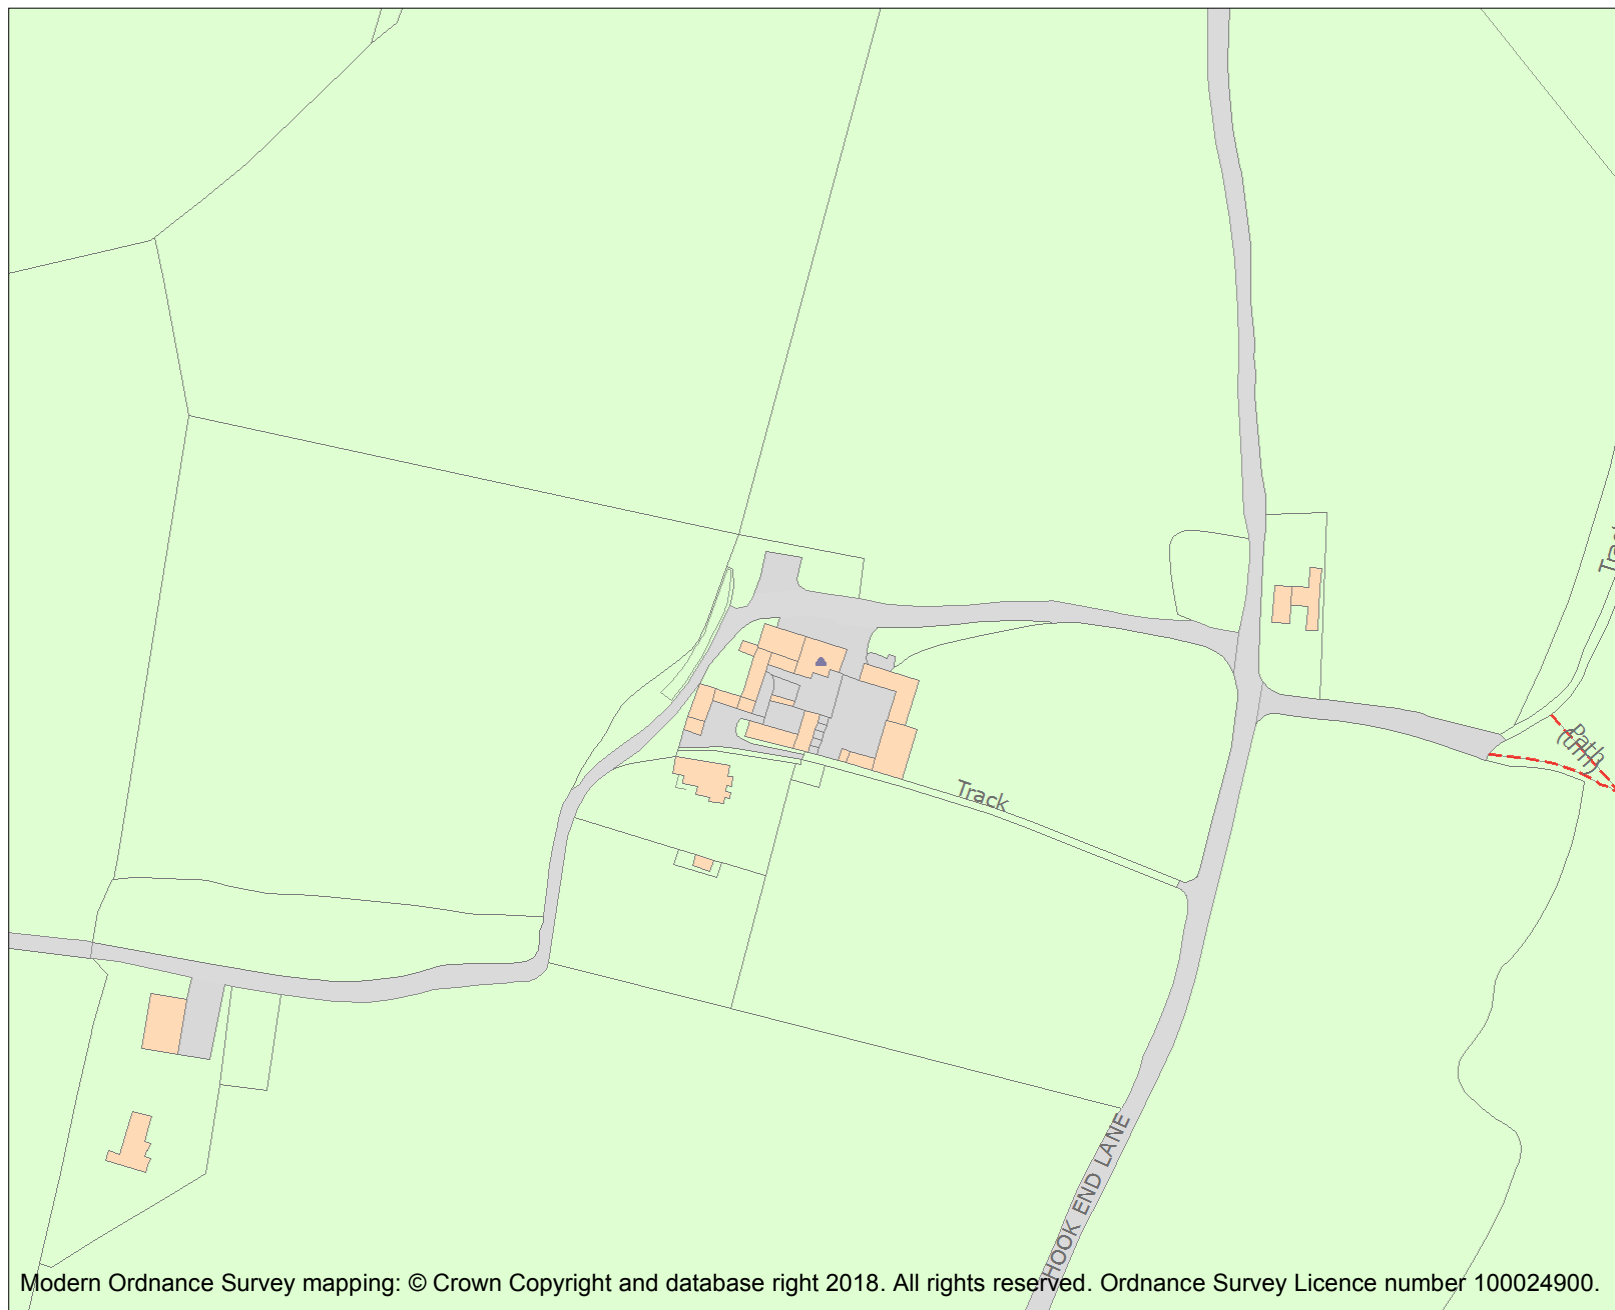 Track
Path
(um)
Track
HOOK END LANE
Modern Ordnance Survey mapping: © Crown Copyright and database right 2018. All rights reserved. Ordnance Survey Licence number 100024900.